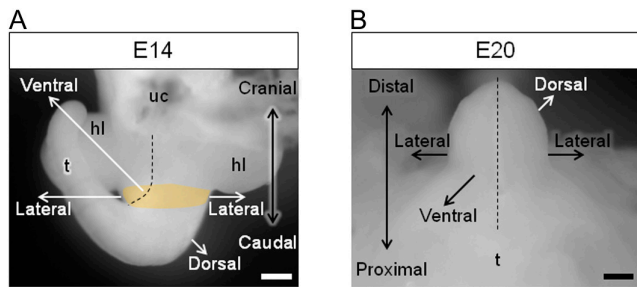 A
E14
Ventral
uc
Cranial
hl
t
hl
Lateral
Lateral
Caudal
Dorsal
B
E20
Distal
Dorsal
Lateral
Lateral
Ventral
t
Proximal